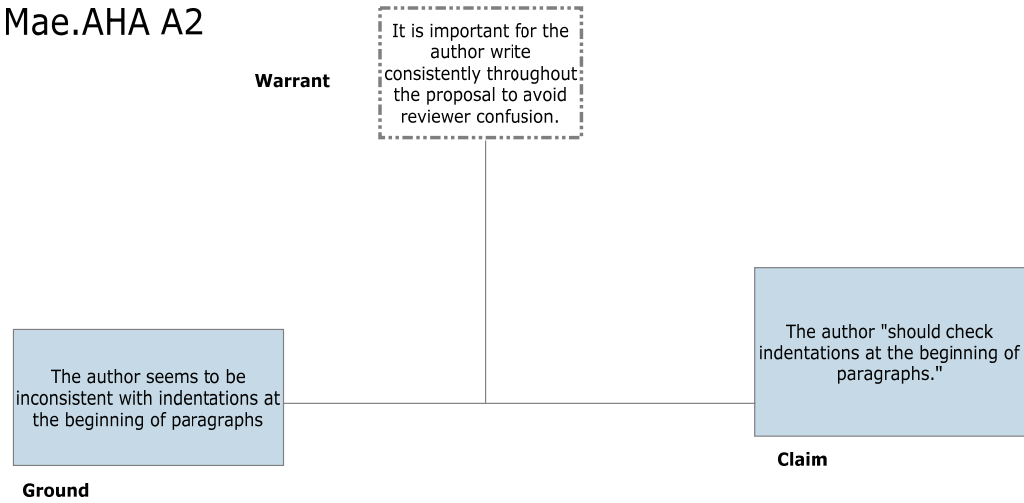 Mae.AHA A2
It is important for the
author write
consistently throughout
the proposal to avoid
reviewer confusion.
Warrant
The author "should check
indentations at the beginning of
paragraphs."
The author seems to be
inconsistent with indentations at
the beginning of paragraphs
Claim
Ground